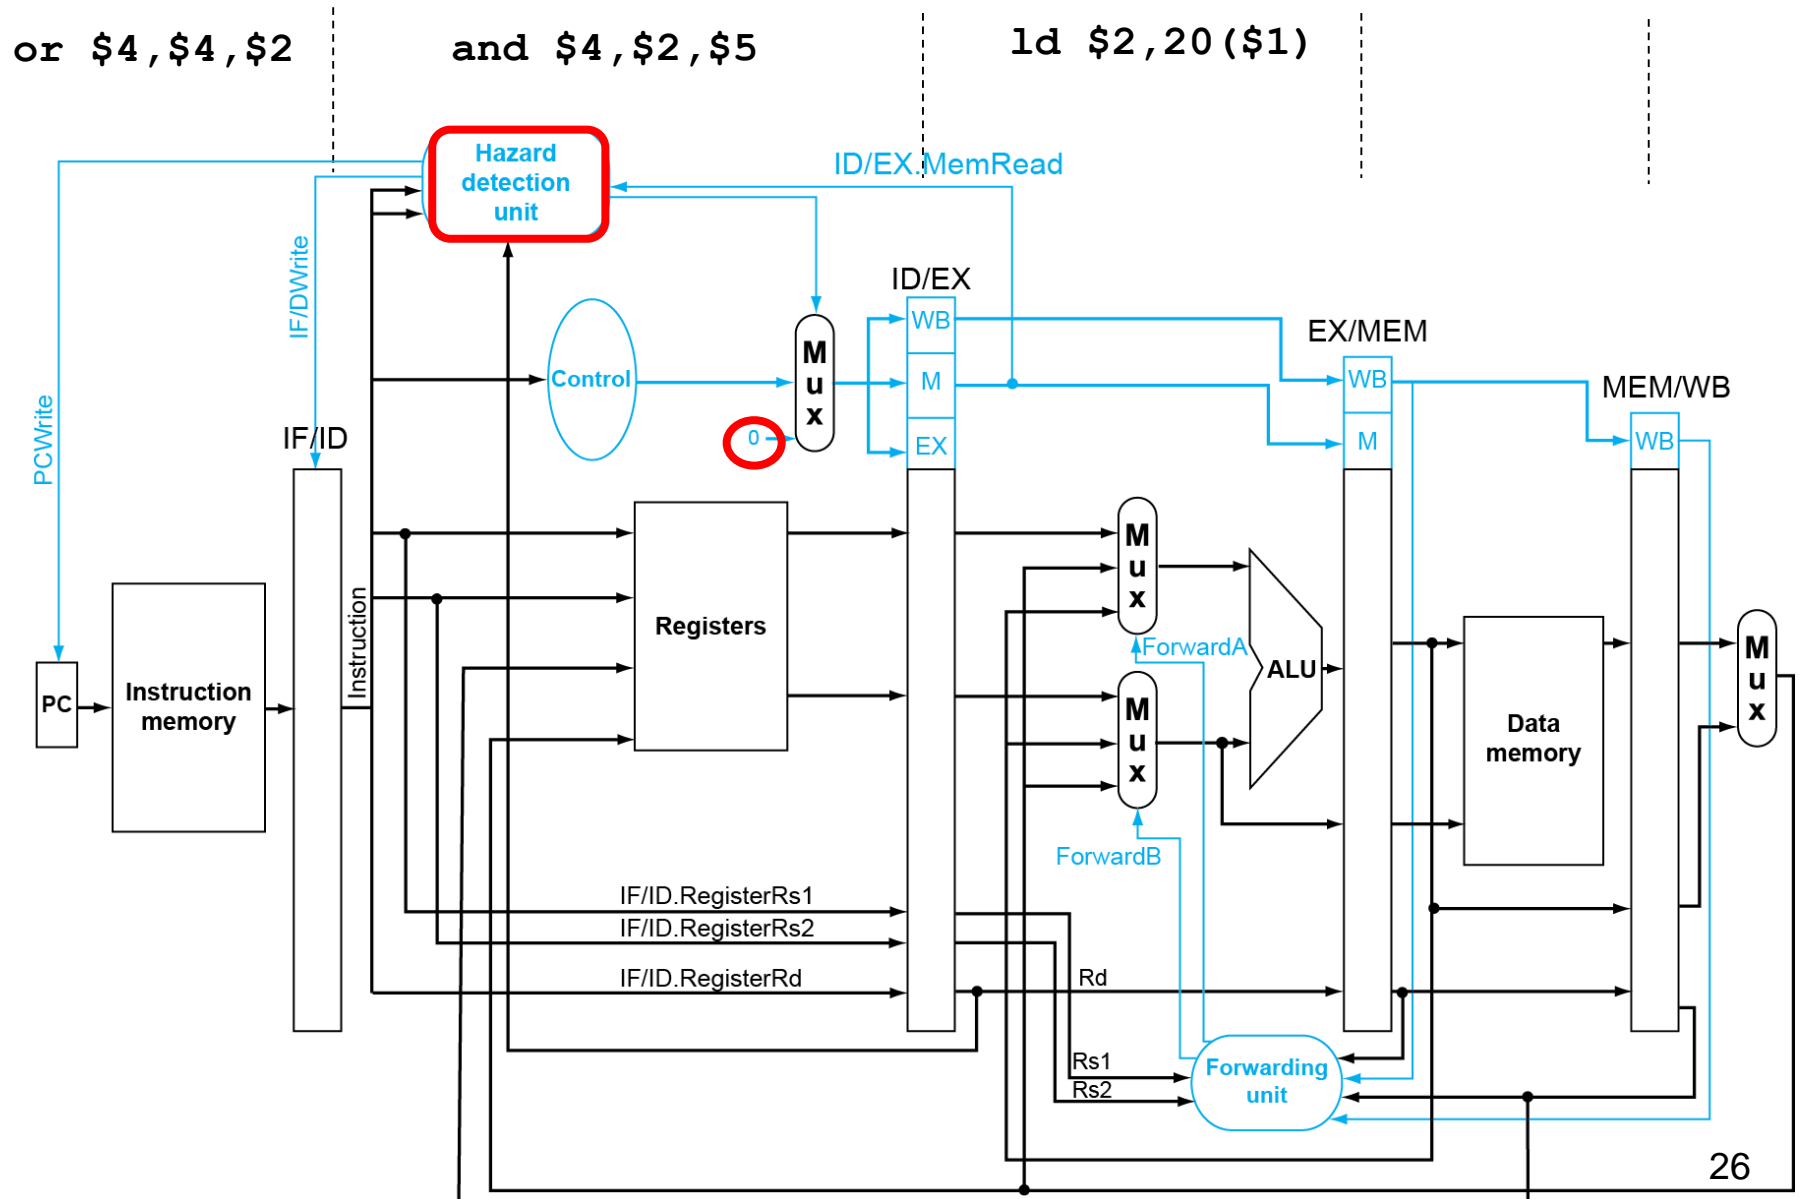 or $4,$4,$2
and $4,$2,$5
ld $2,20($1)
Hazard
detection
unit
ID/EX.MemRead
IF/DWrite
PCWrite
ID/EX
WB
M
EX
Control
0
M
u
x
EX/MEM
WB
M
MEM/WB
WB
IF/ID
Instruction
PC
Instruction
memory
Registers
M
u
x
ForwardA
M
u
x
ForwardB
ALU
Data
memory
M
u
x
IF/ID.RegisterRs1
IF/ID.RegisterRs2
IF/ID.RegisterRd
Rd
Rs1
Rs2
Forwarding
unit
26